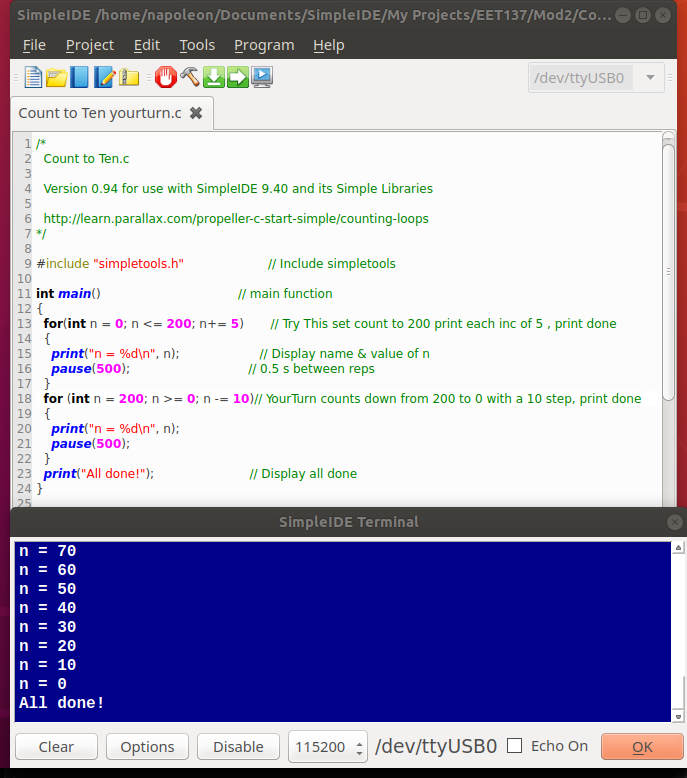 SimpleIDE /home/napoleon/Documents/SimpleIDE/My Projects/EET137/Mod2/Co...
File Project Edit Tools Program Help
/dev/ttyUSB0
Count to Ten yourturn.c
1 /*
2 Count to Ten.c
3
4 Version 0.94 for use with SimpleIDE 9.40 and its Simple Libraries
5
6 http://learn.parallax.com/propeller-c-start-simple/counting-loops
7 */
8
9 #include "simpletools.h" // Include simpletools
10
11 int main() // main function
12 {
13 for(int n = 0; n <= 200; n+= 5) // Try This set count to 200 print each inc of 5 , print done
14 {
15 print("n = %d\n", n); // Display name & value of n
16 pause(500); // 0.5 s between reps
17 }
18 for (int n = 200; n >= 0; n -= 10)// YourTurn counts down from 200 to 0 with a 10 step, print done
19 {
20 print("n = %d\n", n);
21 pause(500);
22 }
23 print("All done!"); // Display all done
24 }
25
SimpleIDE Terminal
n = 70
n = 60
n = 50
n = 40
n = 30
n = 20
n = 10
n = 0
All done!
Clear Options Disable 115200 /dev/ttyUSB0 Echo On OK